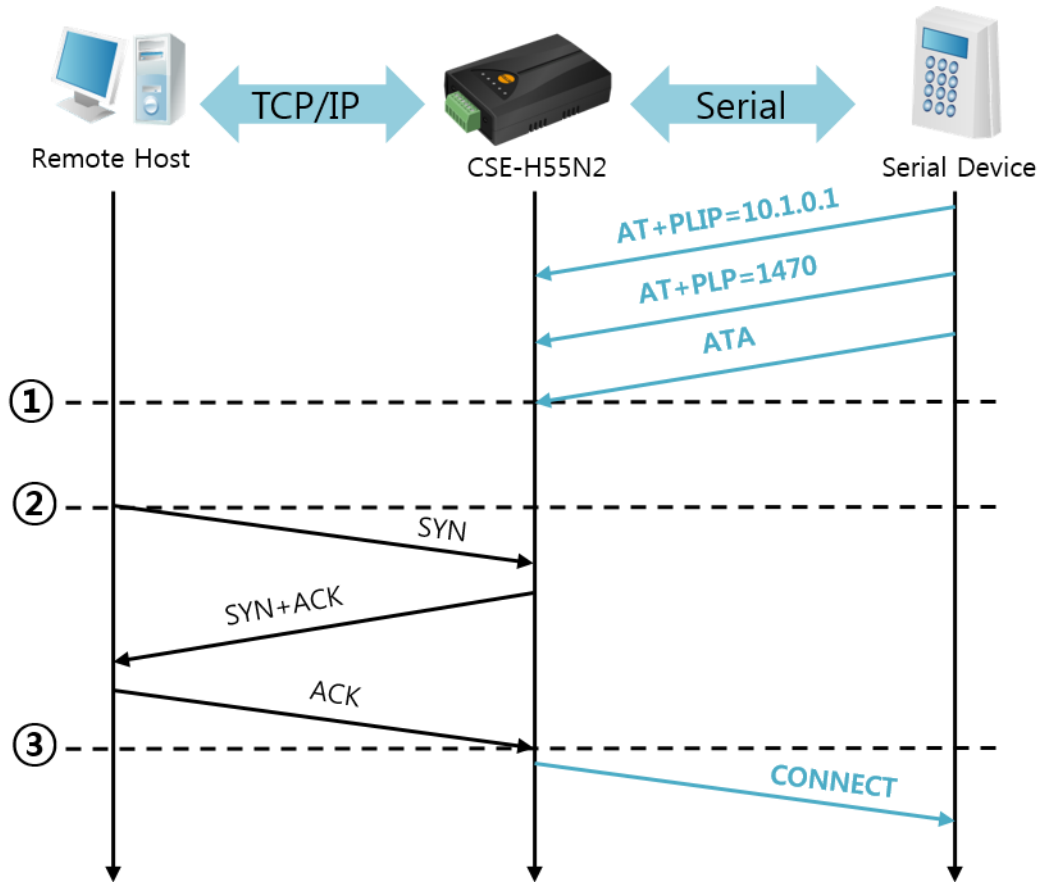 TCP/IP
Serial
Remote Host
CSE-H55N2
Serial Device
AT+PLIP=10.1.0.1
AT+PLP=1470
ATA
①
②
SYN
SYN+ACK
ACK
③
CONNECT